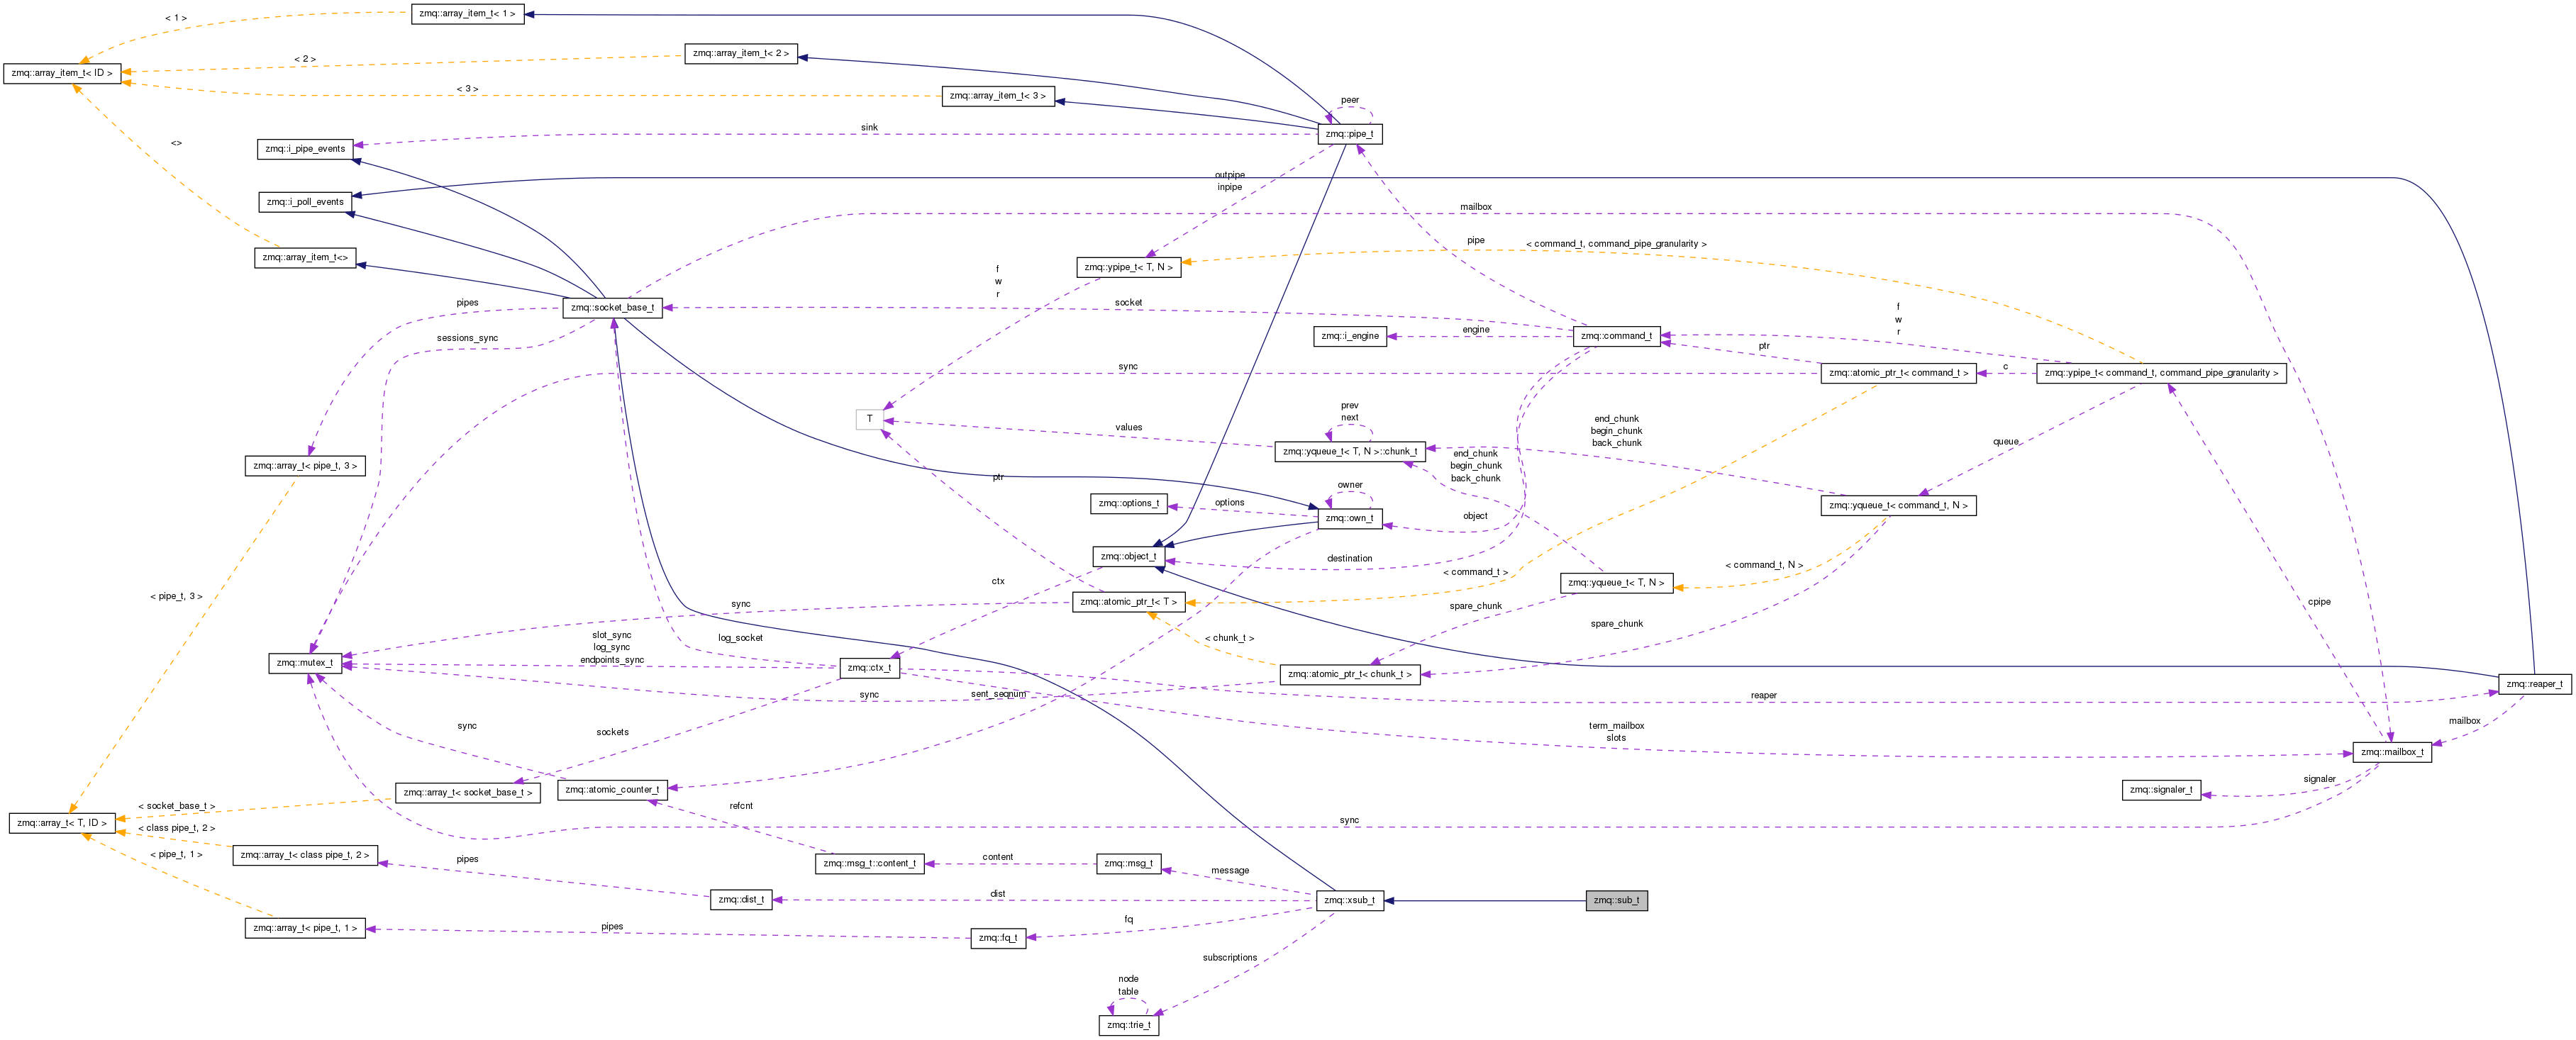 zmq::array_item_t< 1 >
< 1 >
zmq::array_item_t< 2 >
< 2 >
zmq::array_item_t< ID >
< 3 >
zmq::array_item_t< 3 >
peer
sink
zmq::pipe_t
<>
zmq::i_pipe_events
outpipe
inpipe
zmq::i_poll_events
mailbox
pipe
< command_t, command_pipe_granularity >
zmq::array_item_t<>
zmq::ypipe_t< T, N >
f
w
r
pipes
zmq::socket_base_t
socket
f
w
r
sessions_sync
zmq::i_engine
engine
zmq::command_t
ptr
sync
zmq::atomic_ptr_t< command_t >
c
zmq::ypipe_t< command_t, command_pipe_granularity >
T
values
prev
next
zmq::yqueue_t< T, N >::chunk_t
end_chunk
begin_chunk
back_chunk
queue
zmq::array_t< pipe_t, 3 >
ptr
end_chunk
begin_chunk
back_chunk
owner
zmq::options_t
options
zmq::own_t
object
zmq::yqueue_t< command_t, N >
zmq::object_t
destination
< command_t >
< command_t, N >
ctx
zmq::yqueue_t< T, N >
< pipe_t, 3 >
sync
zmq::atomic_ptr_t< T >
spare_chunk
cpipe
slot_sync
log_sync
endpoints_sync
log_socket
< chunk_t >
spare_chunk
zmq::mutex_t
zmq::ctx_t
zmq::atomic_ptr_t< chunk_t >
zmq::reaper_t
sync
sent_seqnum
reaper
sync
sockets
term_mailbox
slots
mailbox
zmq::mailbox_t
signaler
zmq::array_t< socket_base_t >
zmq::atomic_counter_t
zmq::signaler_t
< socket_base_t >
refcnt
zmq::array_t< T, ID >
< class pipe_t, 2 >
sync
< pipe_t, 1 >
zmq::array_t< class pipe_t, 2 >
pipes
zmq::msg_t::content_t
content
zmq::msg_t
message
zmq::dist_t
dist
zmq::xsub_t
zmq::sub_t
zmq::array_t< pipe_t, 1 >
pipes
zmq::fq_t
fq
subscriptions
node
table
zmq::trie_t